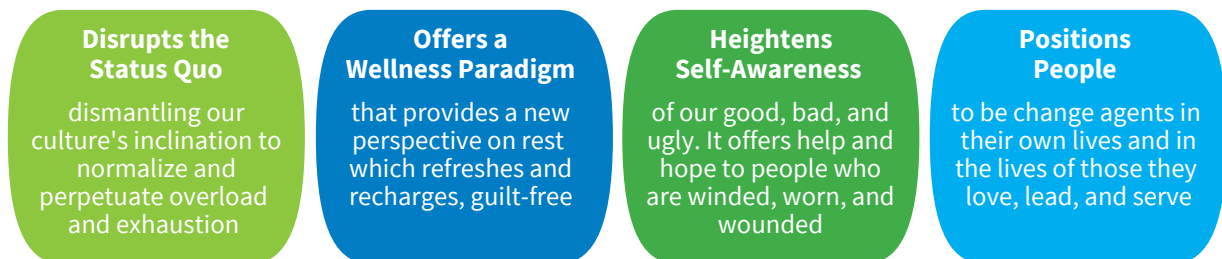 Disrupts the
Status Quo
dismantling our
culture's inclination to
normalize and
perpetuate overload
and exhaustion
Offers a
Wellness Paradigm
that provides a new
perspective on rest
which refreshes and
recharges, guilt-free
Heightens
Self-Awareness
of our good, bad, and
ugly. It offers help and
hope to people who
are winded, worn, and
wounded
Positions
People
to be change agents in
their own lives and in
the lives of those they
love, lead, and serve